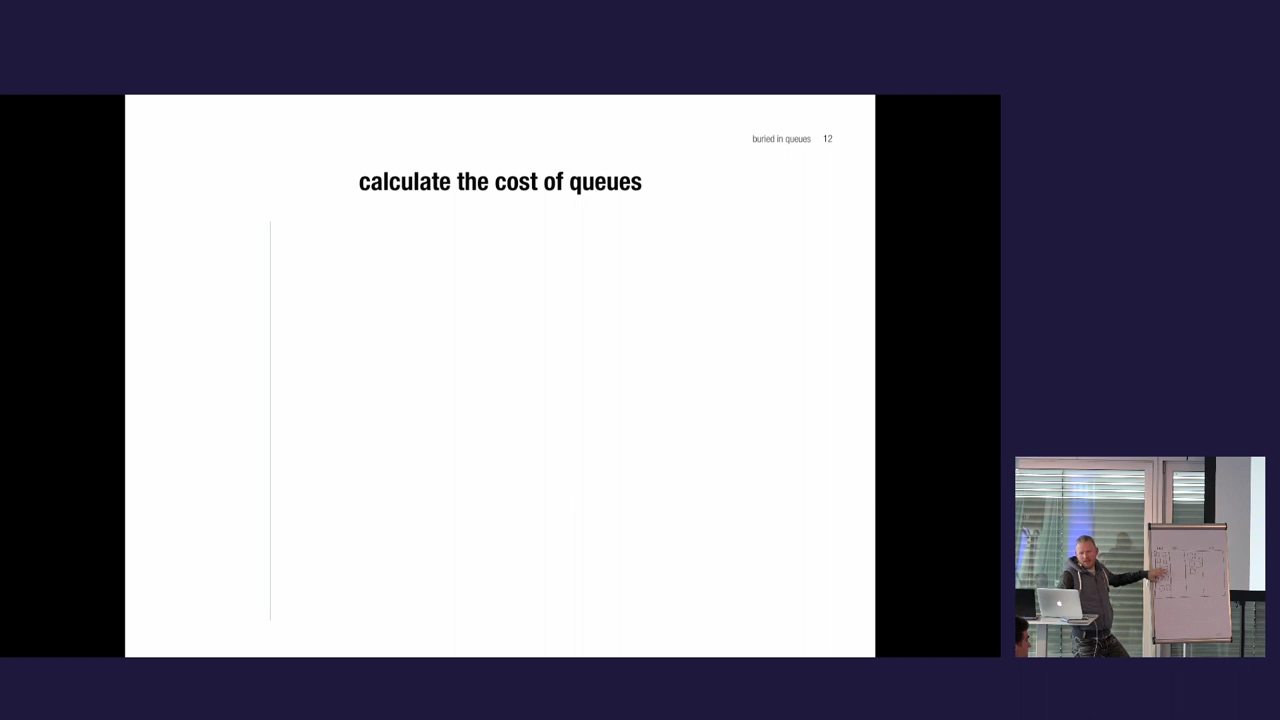 buried in queues 12
calculate the cost of queues